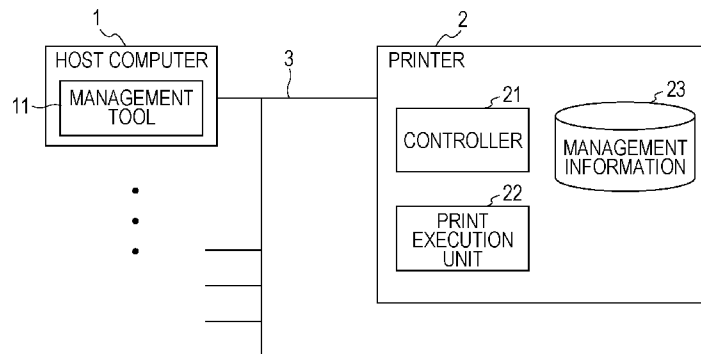 1
HOST COMPUTER
11
MANAGEMENT
TOOL
3
2
PRINTER
21
CONTROLLER
22
PRINT
EXECUTION
UNIT
23
MANAGEMENT
INFORMATION